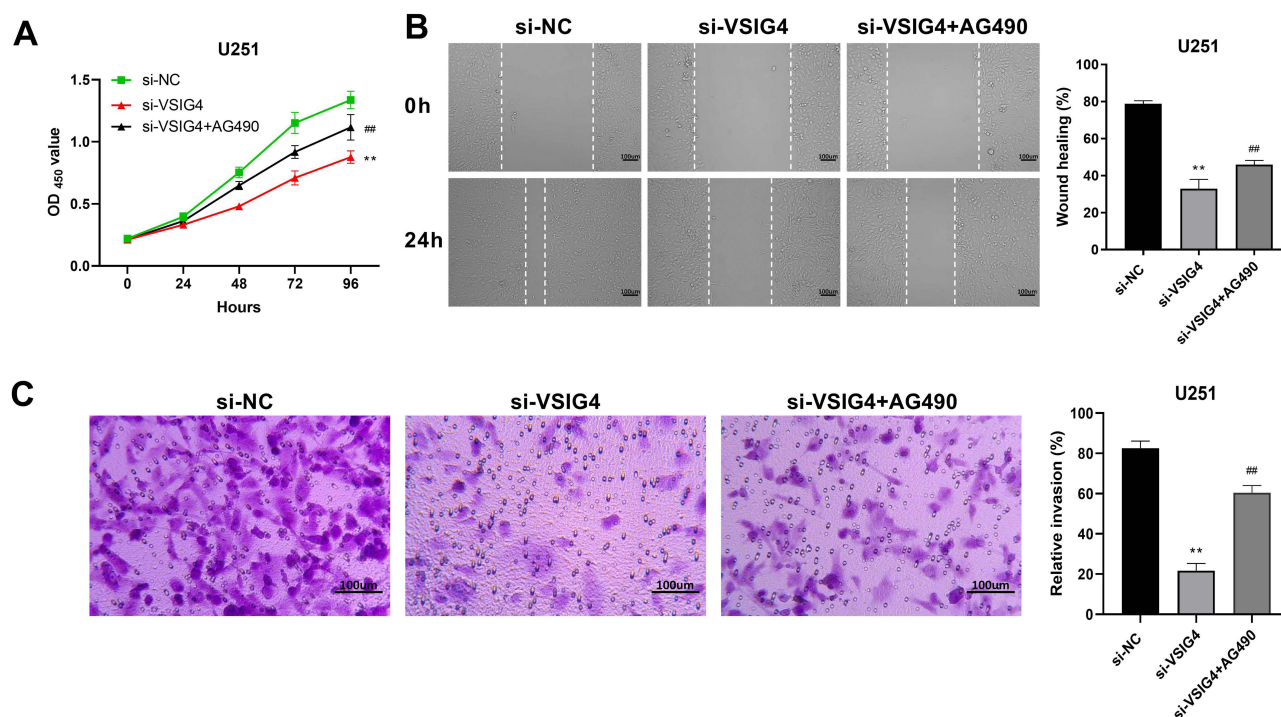 A
U251
si-NC
si-VSIG4
si-VSIG4+AG490
OD 450 value
1.5
1.0
0.5
0.0
##
**
0 24 48 72 96
Hours
B
si-NC si-VSIG4 si-VSIG4+AG490
0h
100um 100um 100um
24h
100um 100um 100um
U251
Wound healing (%)
100
80
60
40
20
0
** ##
si-NC si-VSIG4 si-VSIG4+AG490
C
si-NC si-VSIG4 si-VSIG4+AG490
100um 100um 100um
U251
Relative invasion (%)
100
80
60
40
20
0
** ##
si-NC si-VSIG4 si-VSIG4+AG490